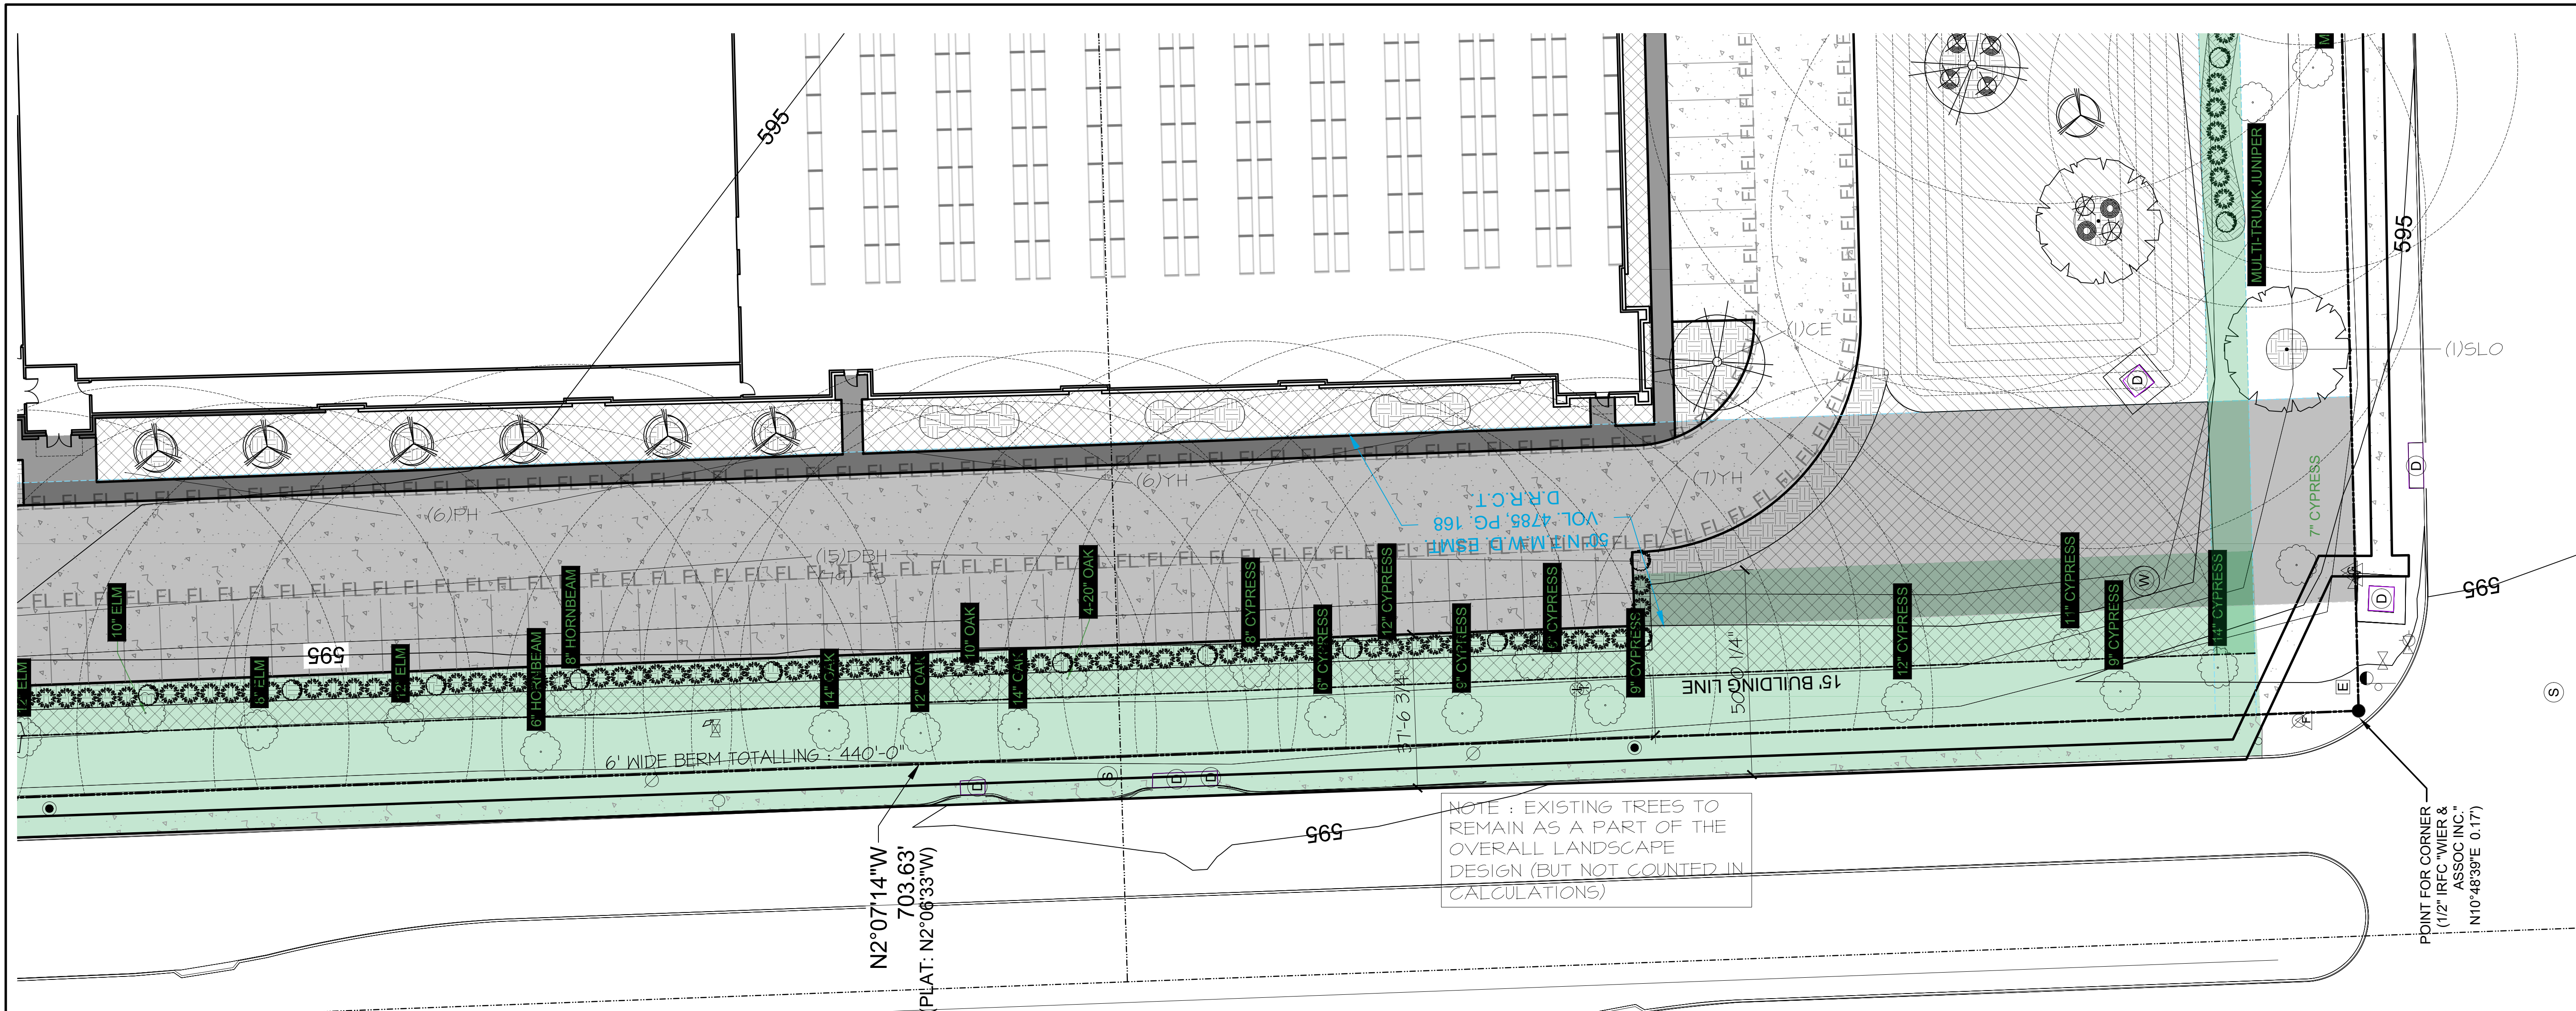 595
(1)CE
MULTI-TRUNK JUNIPER
595
(1)SLO
D
D
(6)YH
(7)YH
(6)PH
50' N.T.M.W.D. ESMT.
VOL. 4785, PG. 168
D.R.R.C.T.
(15)DBH
7" CYPRESS
10" ELM
8" HORNBEAM
4-20" OAK
10" OAK
12" CYPRESS
11" CYPRESS
W
14" CYPRESS
D
595
595
12" ELM
12" ELM
6" HORNBEAM
14" OAK
12" OAK
14" OAK
6" CYPRESS
9" CYPRESS
6" CYPRESS
9" CYPRESS
12" CYPRESS
9" CYPRESS
15' BUILDING LINE
50'-0 1/4"
37'-6 3/4"
E
S
F
6' WIDE BERM TOTALLING : 440'-0"
D
S
D
D
595
NOTE : EXISTING TREES TO
REMAIN AS A PART OF THE
OVERALL LANDSCAPE
DESIGN (BUT NOT COUNTED IN
CALCULATIONS)
N2°07'14"W
703.63'
(PLAT: N2°06'33"W)
POINT FOR CORNER
(1/2" IRFC "WIER &
ASSOC INC."
N10°48'39"E 0.17')